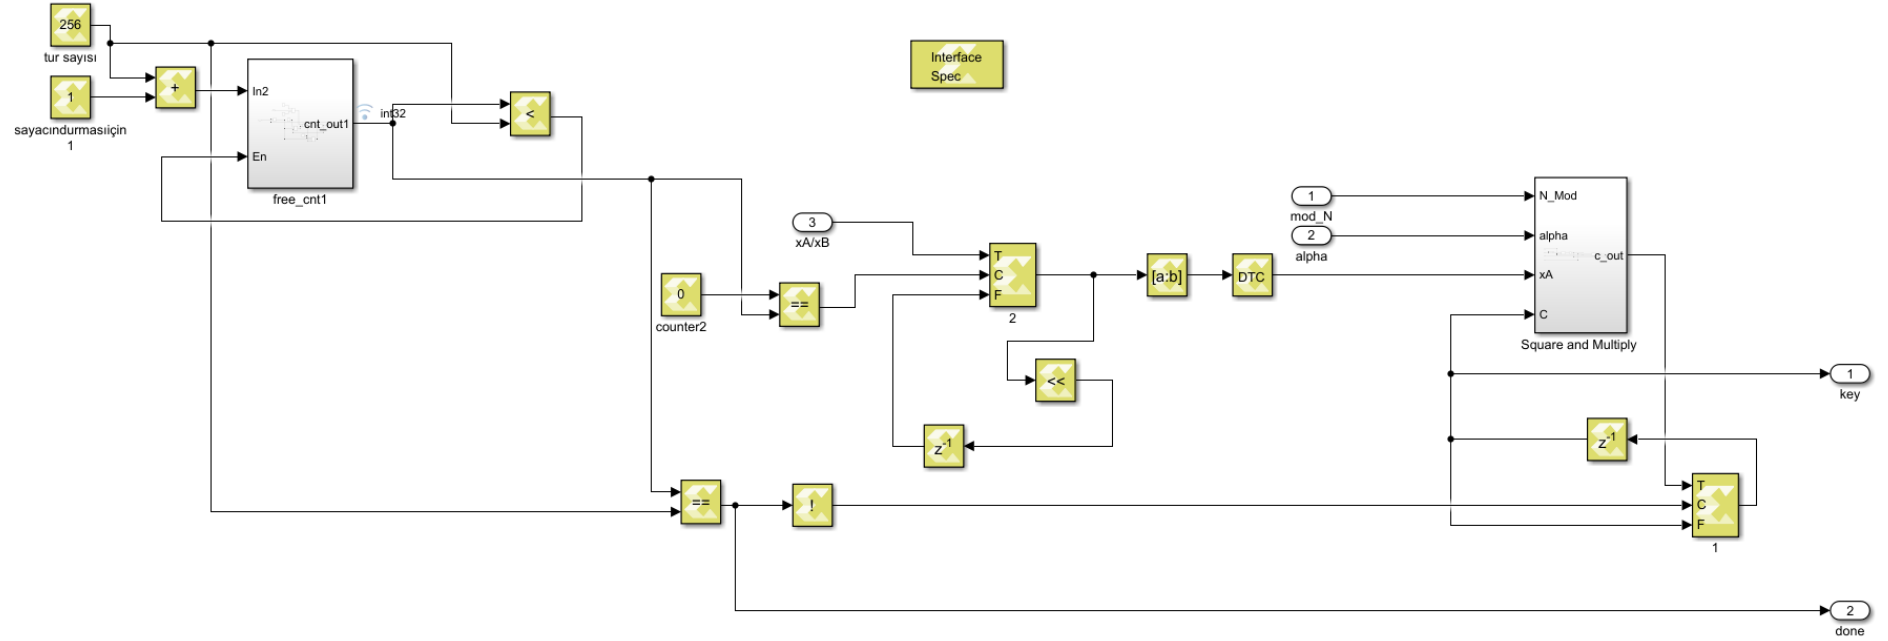 256
tur sayısı
1
sayacındurmasıiçin
1
+
In2
En
cnt_out1
free_cnt1
int32
<
Interface
Spec
3
xA/xB
0
counter2
==
T
C
F
2
<<
z-1
[a:b]
DTC
1
mod_N
2
alpha
N_Mod
alpha
xA
C
c_out
Square and Multiply
1
key
z-1
T
C
F
1
==
!
2
done